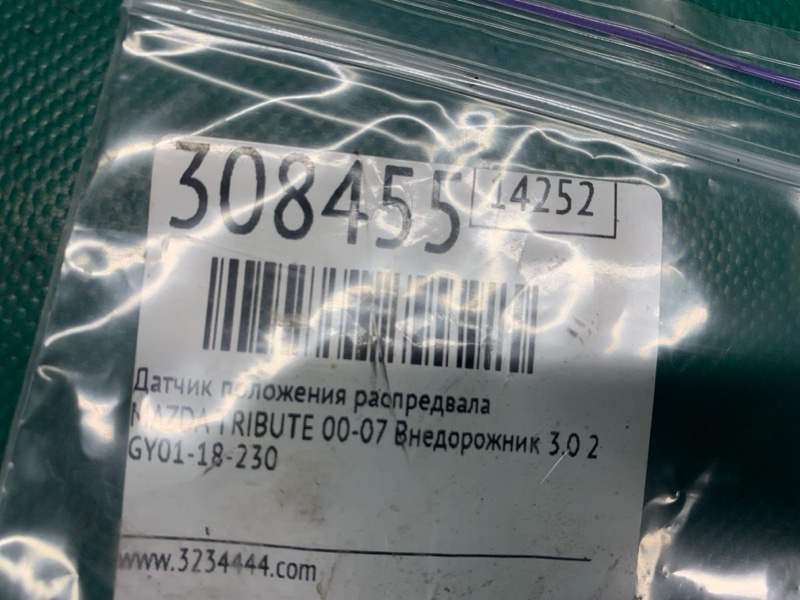 308455
14252
Датчик положения распредвала
MAZDA TRIBUTE 00-07 Внедорожник 3.0 2
GY01-18-230
www.3234444.com